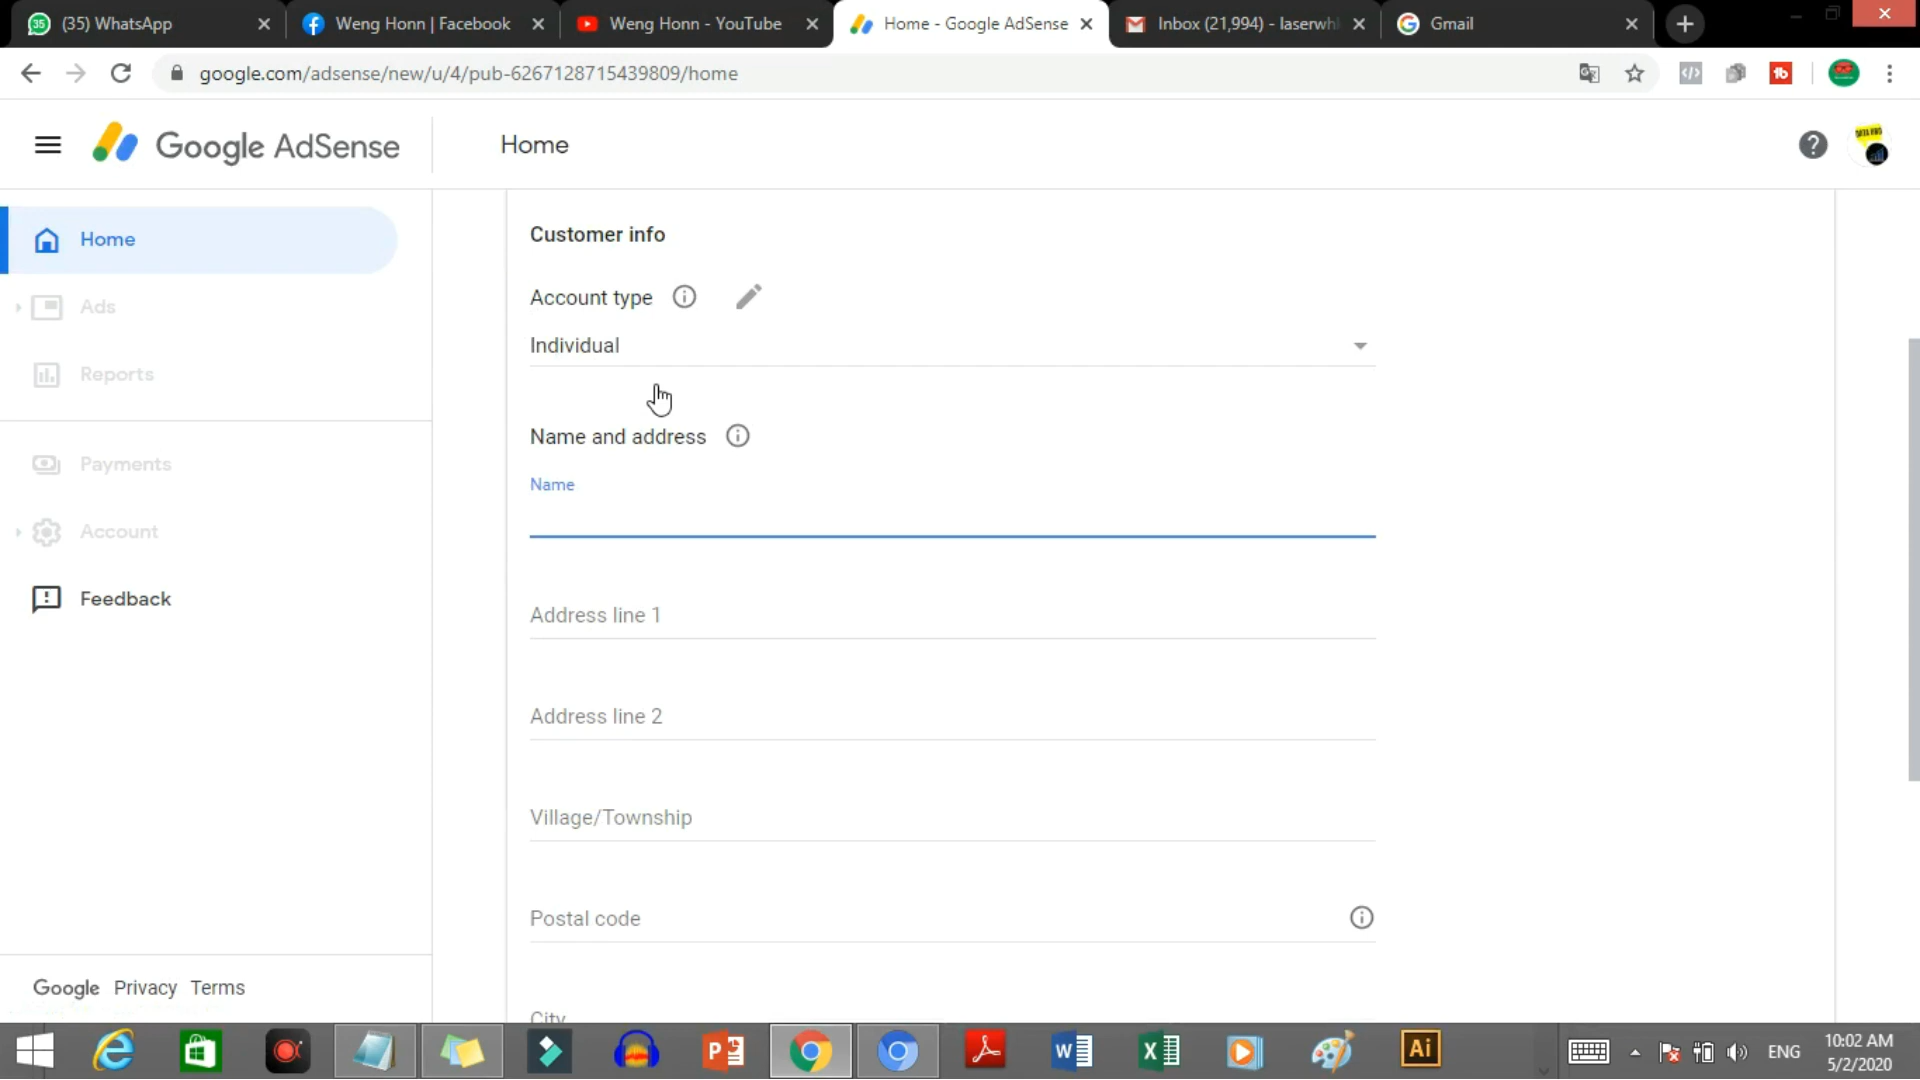 (35) WhatsApp
Weng Honn | Facebook
Weng Honn - YouTube
Home - Google AdSense
Inbox (21,994) - laserwh
Gmail
google.com/adsense/new/u/4/pub-6267128715439809/home
Google AdSense
Home
Home
Ads
Reports
Payments
Account
Feedback
Google Privacy Terms
Customer info
Account type
Individual
Name and address
Name
Address line 1
Address line 2
Village/Township
Postal code
City
ENG
10:02 AM
5/2/2020